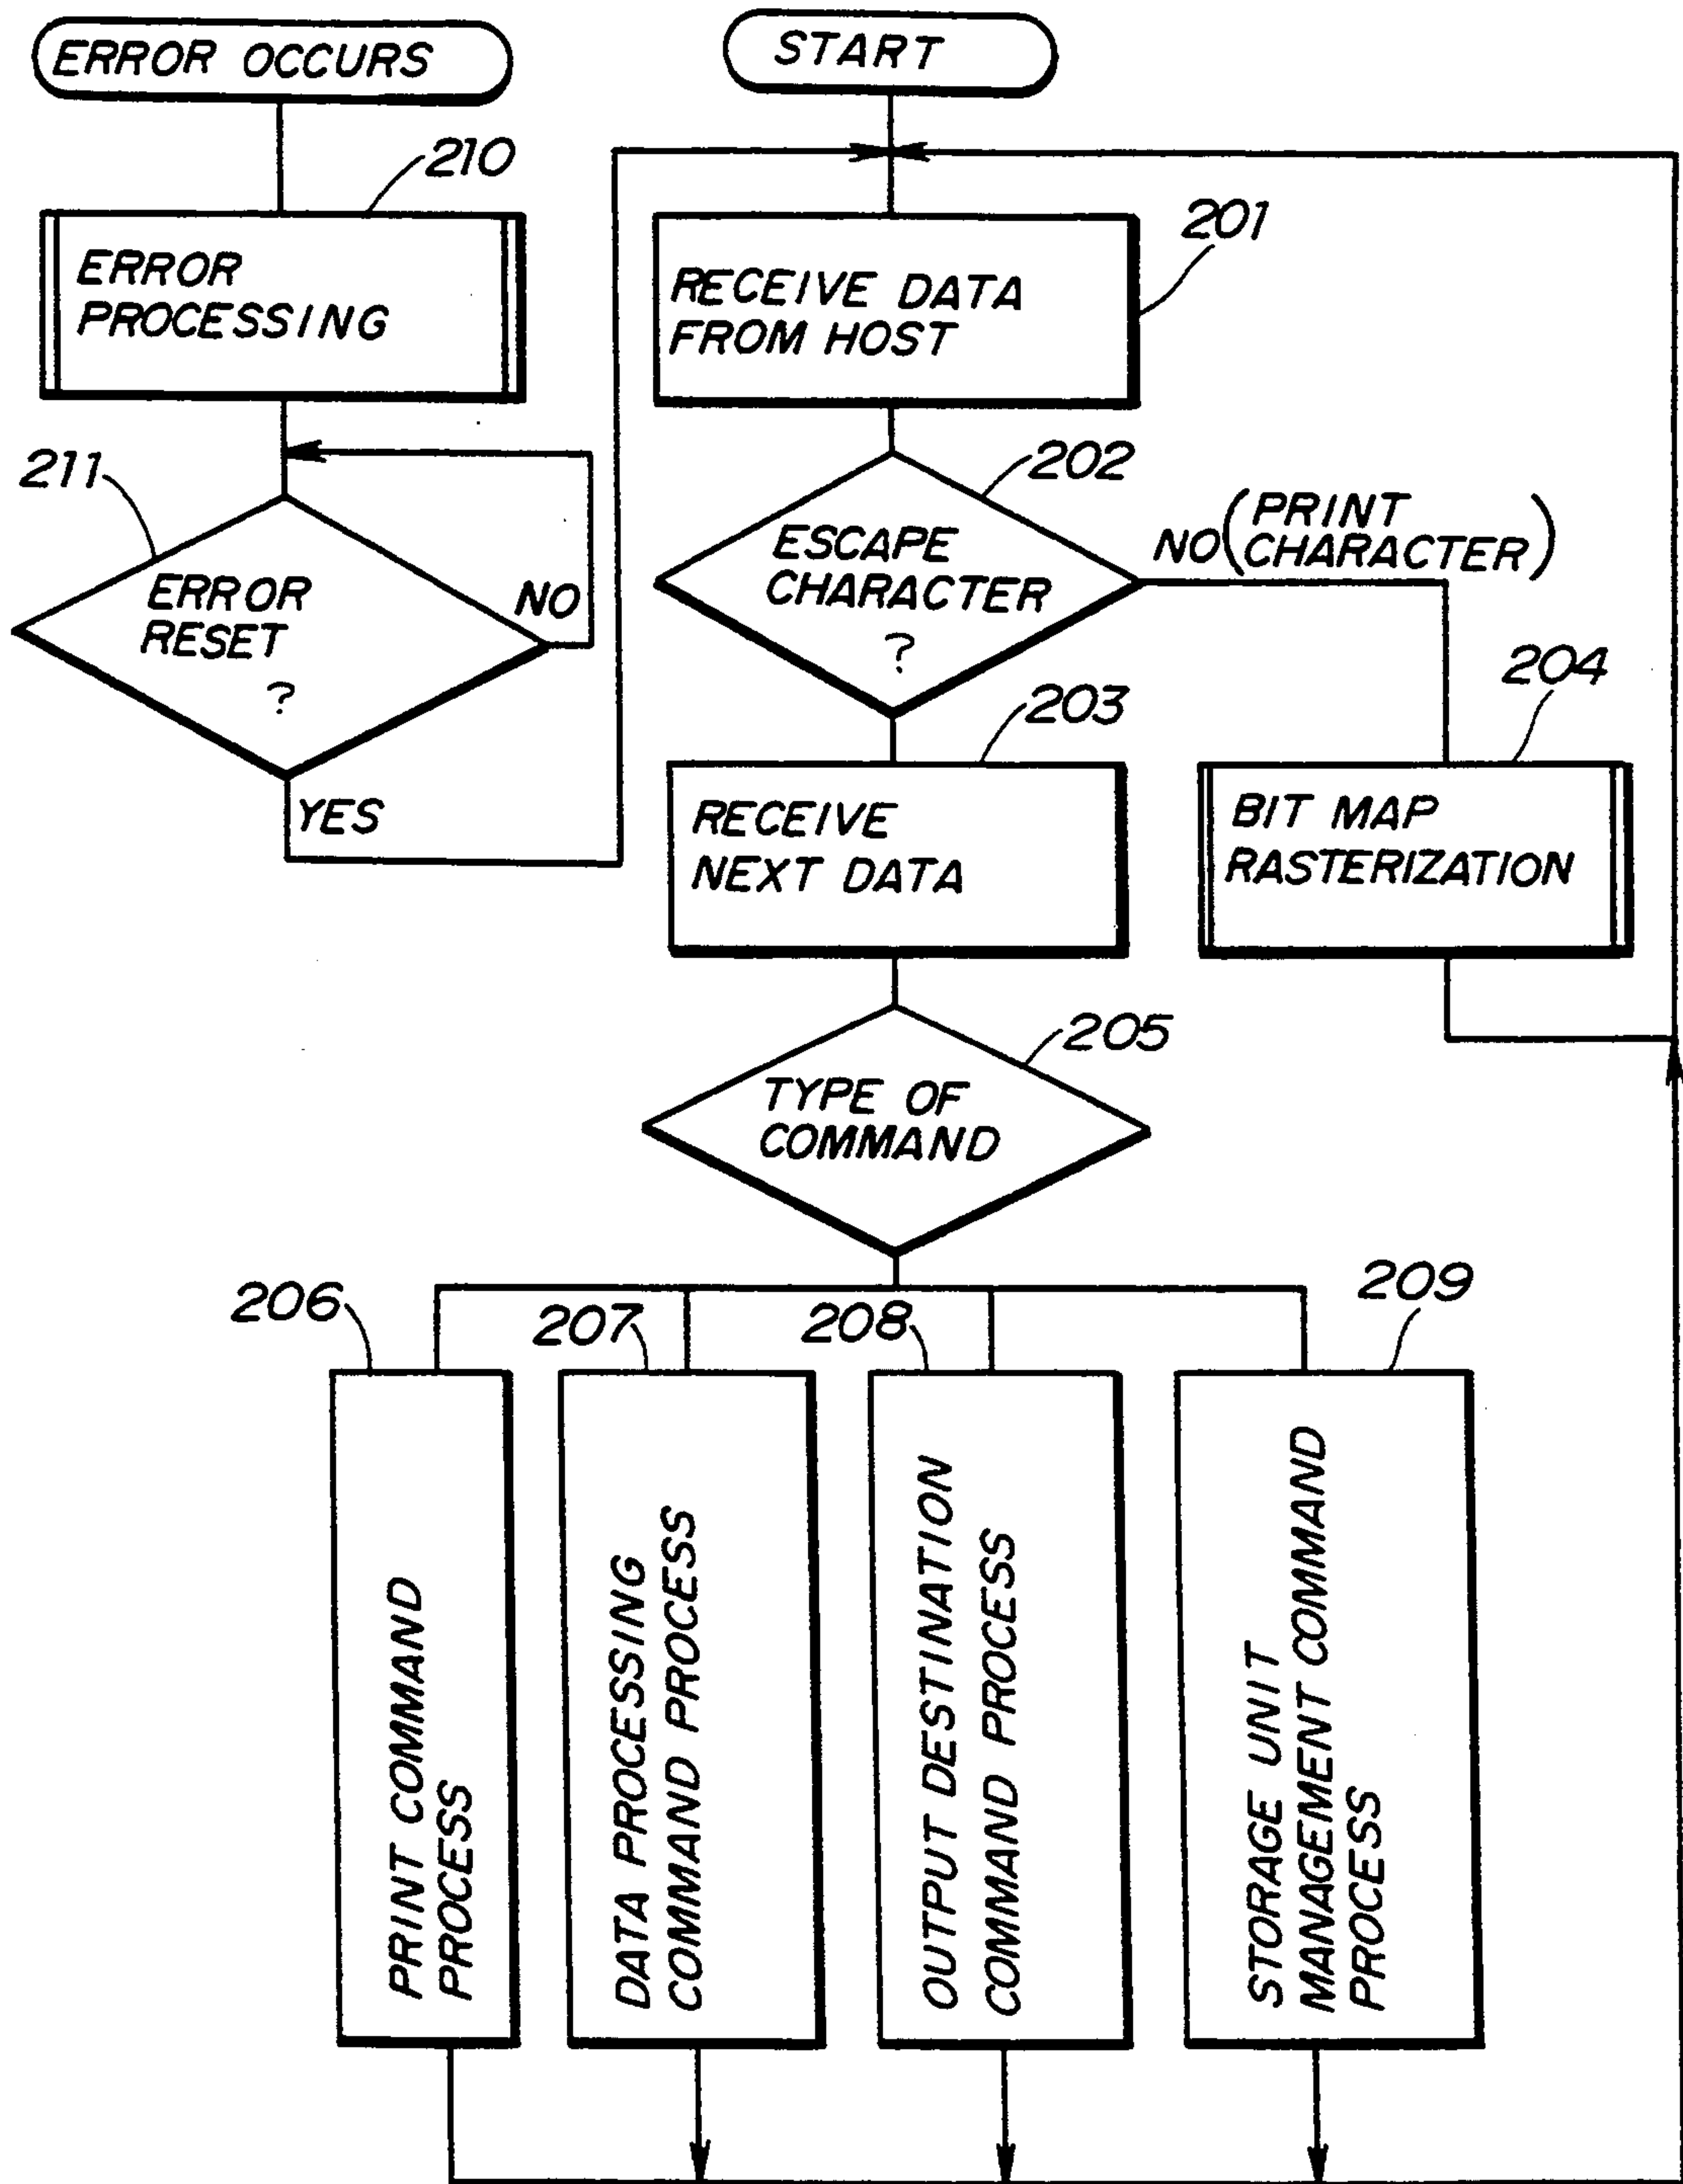 ERROR OCCURS
START
210
201
ERROR
PROCESSING
RECEIVE DATA
FROM HOST
211
202
ERROR
RESET
?
NO
YES
ESCAPE
CHARACTER
?
NO (PRINT
CHARACTER)
203
204
RECEIVE
NEXT DATA
BIT MAP
RASTERIZATION
205
TYPE OF
COMMAND
206
207
208
209
PRINT COMMAND
PROCESS
DATA PROCESSING
COMMAND PROCESS
OUTPUT DESTINATION
COMMAND PROCESS
STORAGE UNIT
MANAGEMENT COMMAND
PROCESS